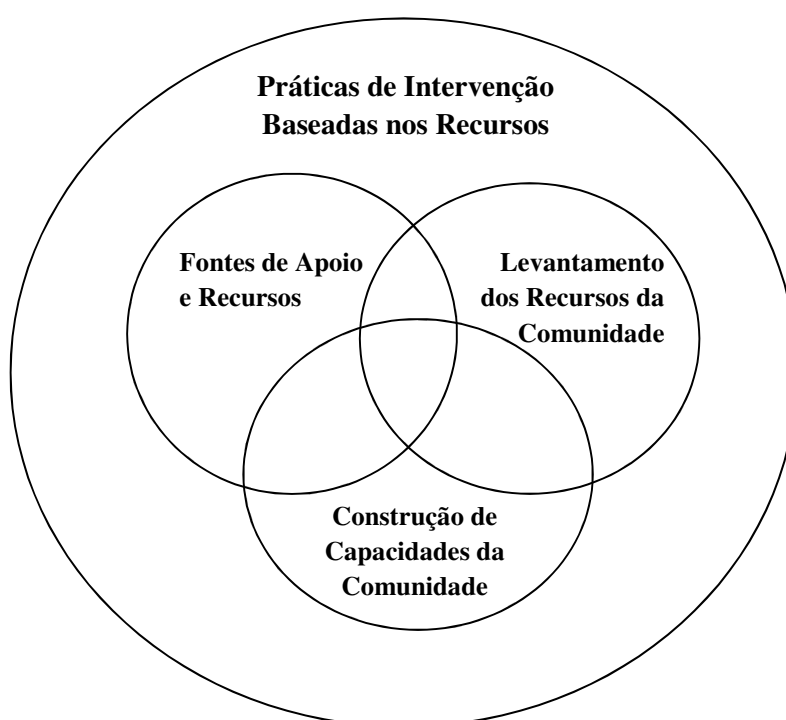 Práticas de Intervenção
Baseadas nos Recursos
Fontes de Apoio
e Recursos
Levantamento
dos Recursos da
Comunidade
Construção de
Capacidades da
Comunidade